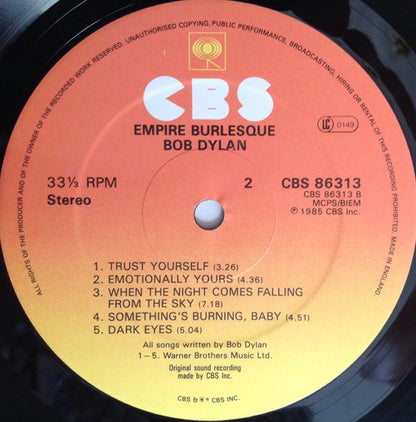 ALL RIGHTS OF THE PRODUCER AND OF THE OWNER OF THE RECORDED WORK RESERVED. UNAUTHORISED COPYING, PUBLIC PERFORMANCE, BROADCASTING, HIRING OR RENTAL OF THIS RECORDING PROHIBITED. MADE IN ENGLAND.
CBS
EMPIRE BURLESQUE
BOB DYLAN
LC 0149
33⅓ RPM
Stereo
2
CBS 86313
CBS 86313 B
MCPS/BIEM
℗ 1985 CBS Inc.
1. TRUST YOURSELF (3.26)
2. EMOTIONALLY YOURS (4.36)
3. WHEN THE NIGHT COMES FALLING
FROM THE SKY (7.18)
4. SOMETHING'S BURNING, BABY (4.51)
5. DARK EYES (5.04)
All songs written by Bob Dylan
1—5. Warner Brothers Music Ltd.
Original sound recording
made by CBS Inc.
CBS & ✳® CBS INC.